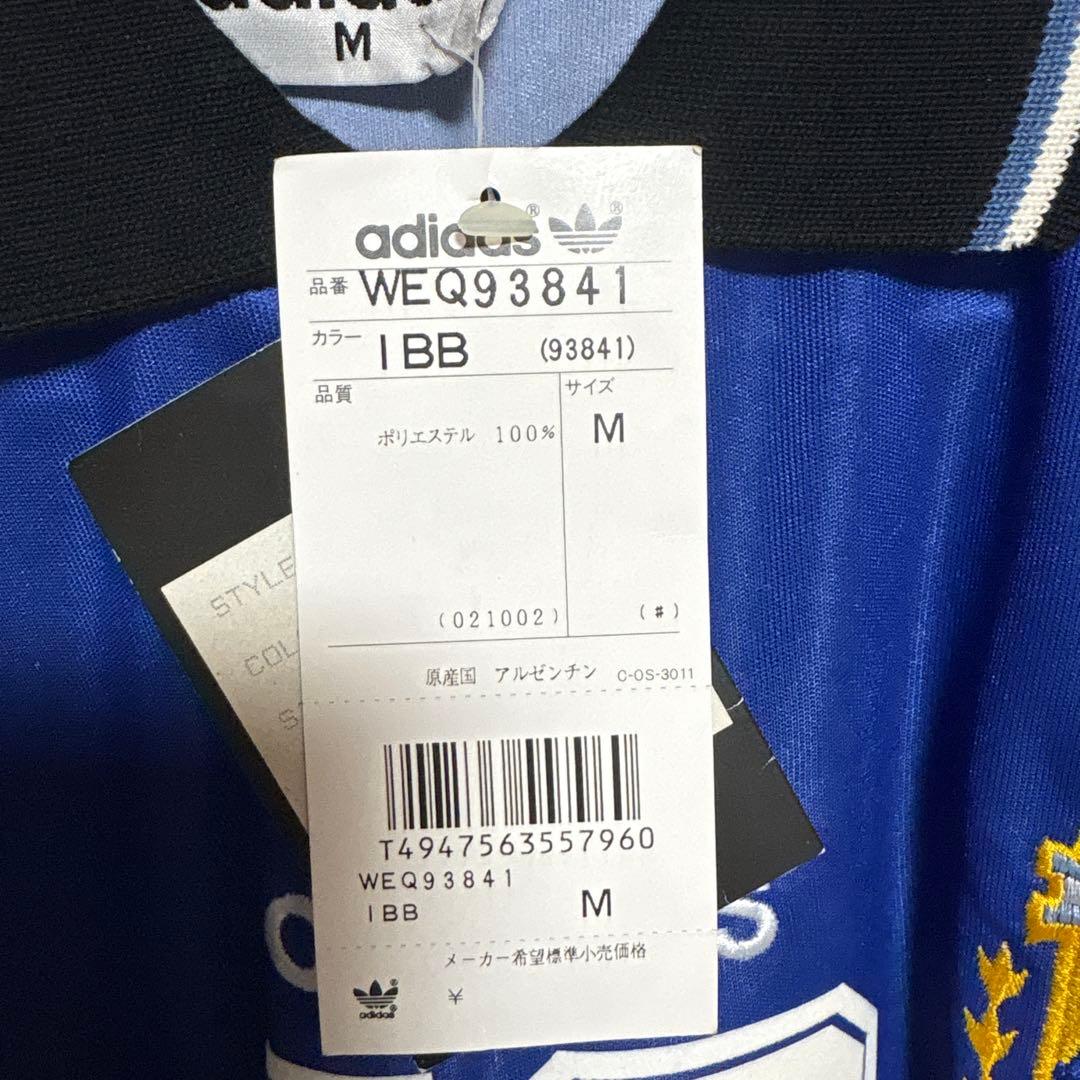 adidas
M
adidas® ®
品番 WEQ93841
カラー IBB (93841)
品質 サイズ
ポリエステル 100% M
(021002) (#)
原産国 アルゼンチン C-OS-3011
T4947563557960
WEQ93841
IBB M
メーカー希望標準小売価格
adidas ¥
STYLE
COL